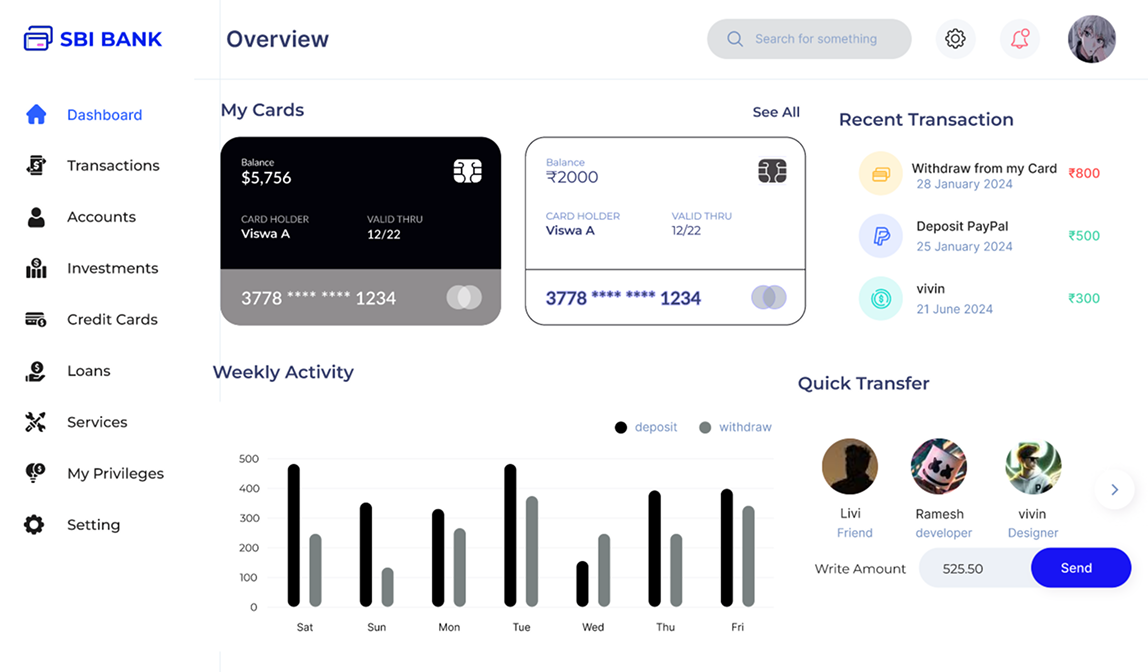 SBI BANK
Overview
Search for something
Dashboard
Transactions
Accounts
Investments
Credit Cards
Loans
Services
My Privileges
Setting
My Cards
See All
Balance
$5,756
CARD HOLDER
VALID THRU
Viswa A
12/22
3778 **** **** 1234
Balance
₹2000
CARD HOLDER
VALID THRU
Viswa A
12/22
3778 **** **** 1234
Recent Transaction
Withdraw from my Card
₹800
28 January 2024
Deposit PayPal
₹500
25 January 2024
vivin
₹300
21 June 2024
Weekly Activity
deposit
withdraw
500
400
300
200
100
0
Sat
Sun
Mon
Tue
Wed
Thu
Fri
Quick Transfer
Livi
Friend
Ramesh
developer
vivin
Designer
Write Amount
525.50
Send